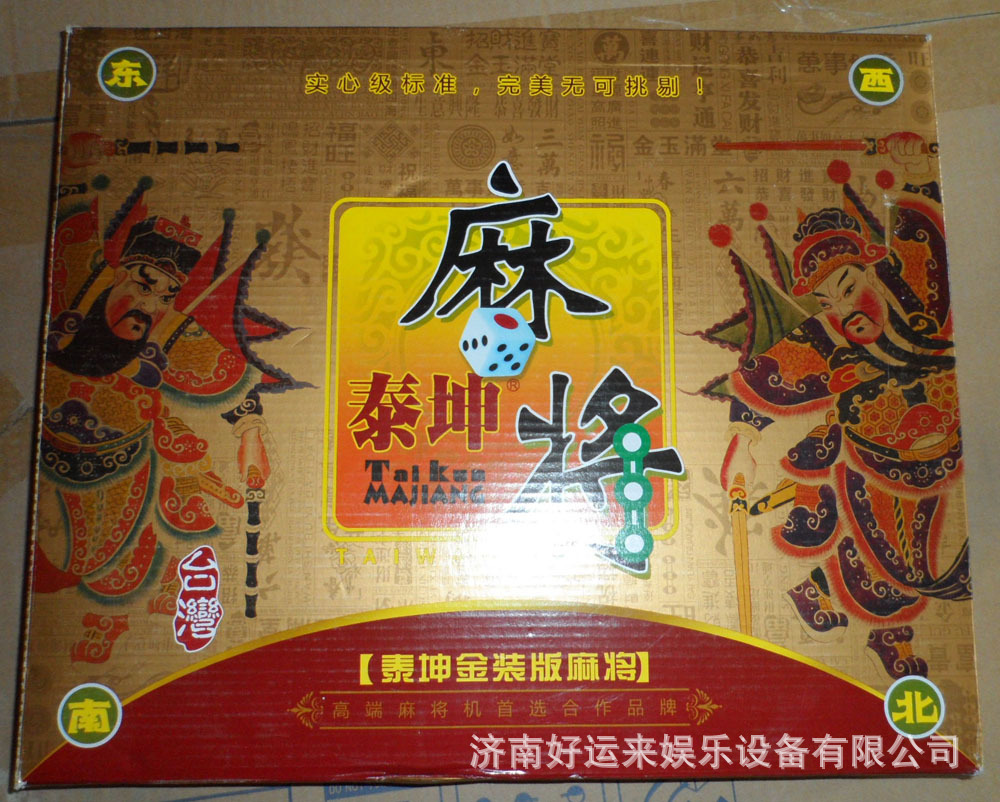 东
西
实心级标准，完美无可挑剔！
麻
泰坤®
将
Tai Kun
MAJIANG
台灣
【泰坤金装版麻将】
高端麻将机首选合作品牌
南
北
济南好运来娱乐设备有限公司